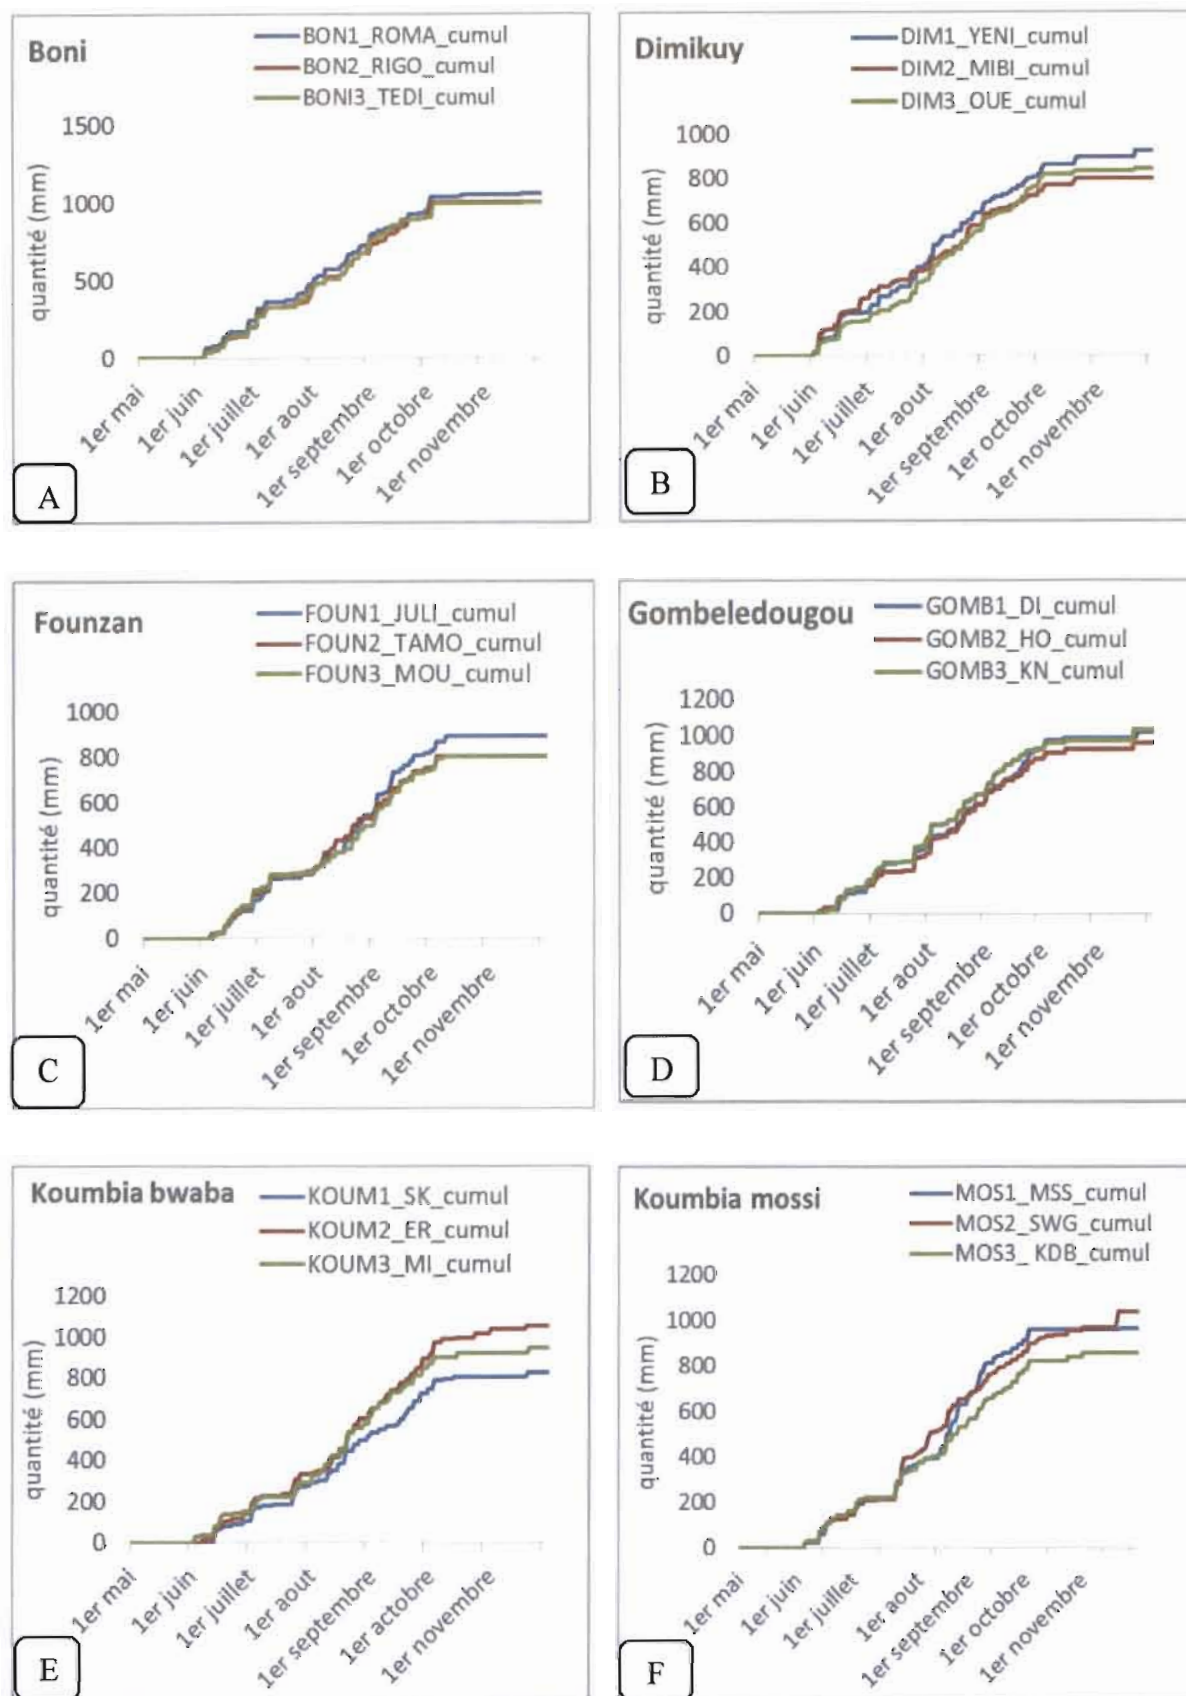 Boni
BON1_ROMA_cumul
BON2_RIGO_cumul
BONI3_TEDI_cumul
quantité (mm)
1500
1000
500
0
1er mai
1er juin
1er juillet
1er aout
1er septembre
1er octobre
1er novembre
A
Dimikuy
DIM1_YENI_cumul
DIM2_MIBI_cumul
DIM3_OUE_cumul
quantité (mm)
1000
800
600
400
200
0
1er mai
1er juin
1er juillet
1er aout
1er septembre
1er octobre
1er novembre
B
Founzan
FOUN1_JULI_cumul
FOUN2_TAMO_cumul
FOUN3_MOU_cumul
quantité (mm)
1000
800
600
400
200
0
1er mai
1er juin
1er juillet
1er aout
1er septembre
1er octobre
1er novembre
C
Gombeledougou
GOMB1_DI_cumul
GOMB2_HO_cumul
GOMB3_KN_cumul
quantité (mm)
1200
1000
800
600
400
200
0
1er mai
1er juin
1er juillet
1er aout
1er septembre
1er octobre
1er novembre
D
Koumbia bwaba
KOUM1_SK_cumul
KOUM2_ER_cumul
KOUM3_MI_cumul
quantité (mm)
1200
1000
800
600
400
200
0
1er mai
1er juin
1er juillet
1er aout
1er septembre
1er actobre
1er novembre
E
Koumbia mossi
MOS1_MSS_cumul
MOS2_SWG_cumul
MOS3_ KDB_cumul
quantité (mm)
1200
1000
800
600
400
200
0
1er mai
1er juin
1er juillet
1er aout
1er septembre
1er octobre
1er novembre
F